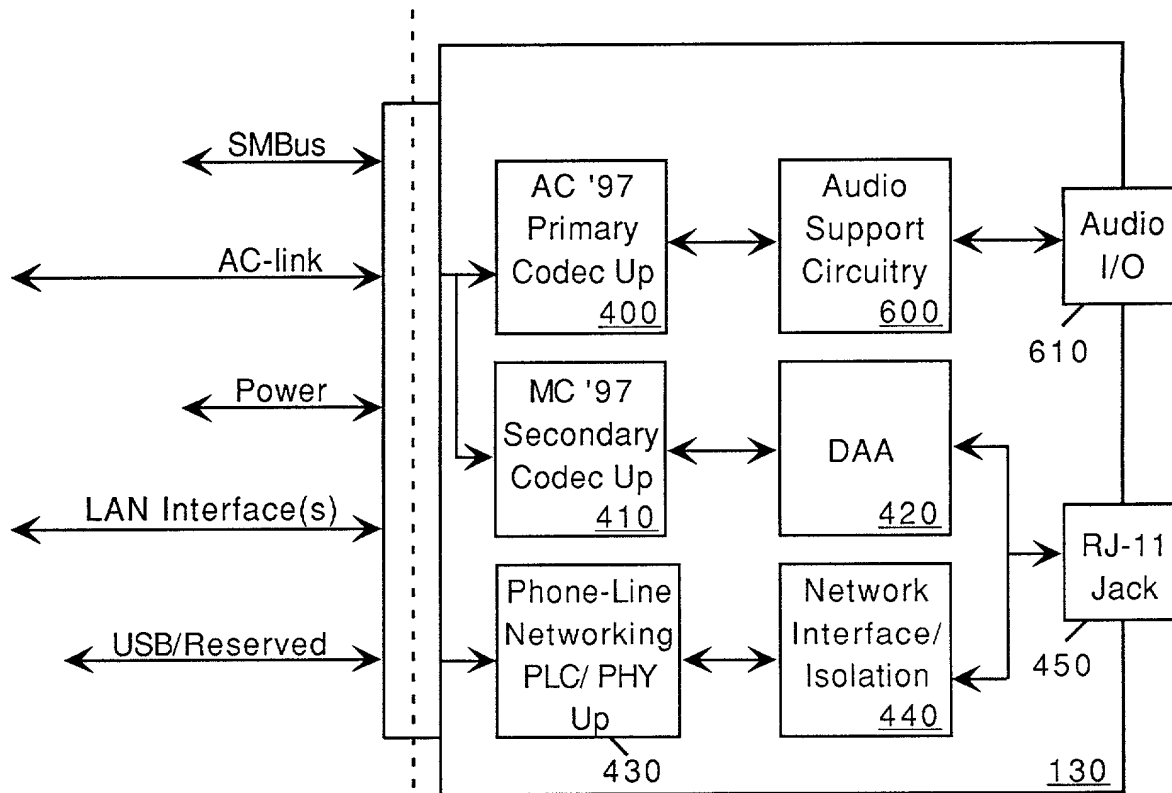 SMBus
AC-link
Power
LAN Interface(s)
USB/Reserved
AC '97
Primary
Codec Up
400
Audio
Support
Circuitry
600
Audio
I/O
610
MC '97
Secondary
Codec Up
410
DAA
420
RJ-11
Jack
450
Phone-Line
Networking
PLC/ PHY
Up
430
Network
Interface/
Isolation
440
130